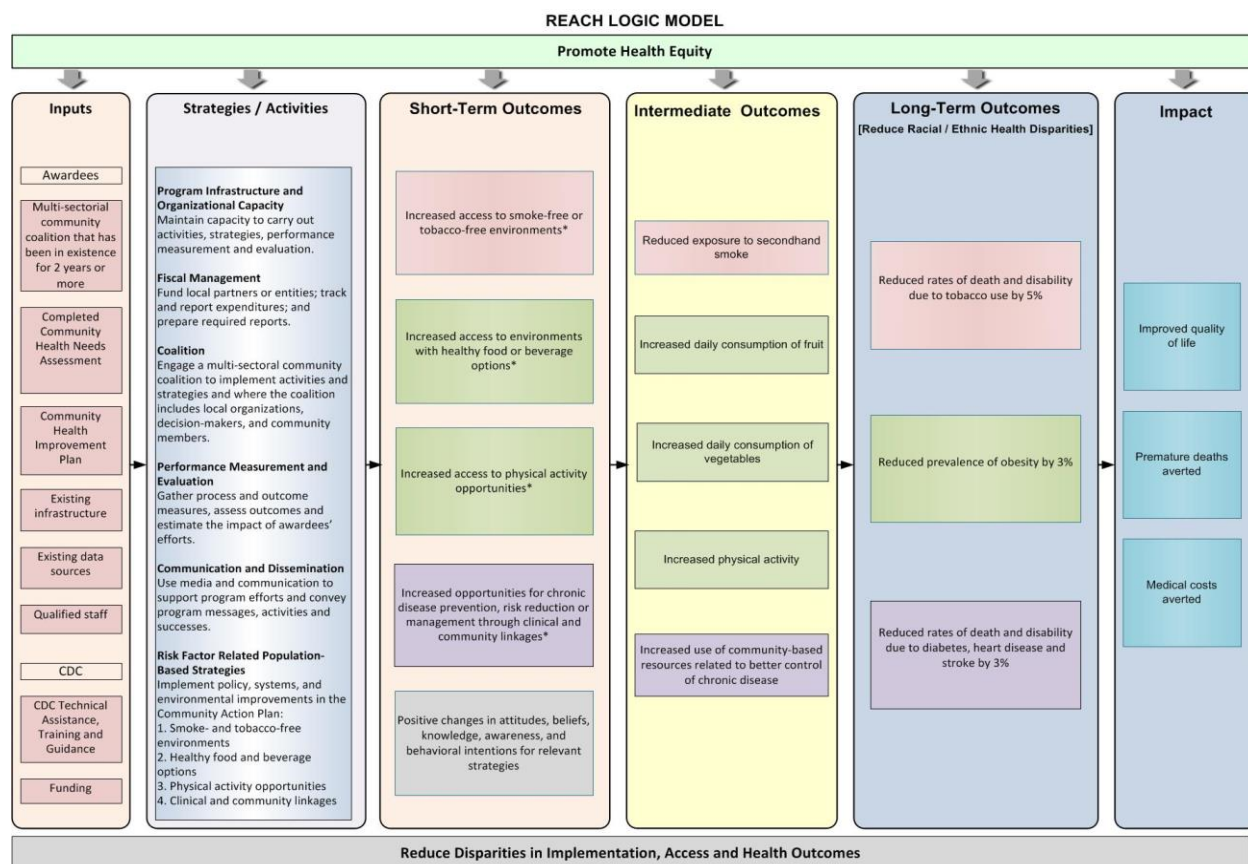 REACH LOGIC MODEL
Promote Health Equity
Inputs
Awardees
Multi-sectorial
community
coalition that has
been in existence
for 2 years or
more
Completed
Community
Health Needs
Assessment
Community
Health
Improvement
Plan
Existing
infrastructure
Existing data
sources
Qualified staff
CDC
CDC Technical
Assistance,
Training and
Guidance
Funding
Strategies / Activities
Program Infrastructure and
Organizational Capacity
Maintain capacity to carry out
activities, strategies, performance
measurement and evaluation.
Fiscal Management
Fund local partners or entities; track
and report expenditures; and
prepare required reports.
Coalition
Engage a multi-sectoral community
coalition to implement activities and
strategies and where the coalition
includes local organizations,
decision-makers, and community
members.
Performance Measurement and
Evaluation
Gather process and outcome
measures, assess outcomes and
estimate the impact of awardees'
efforts.
Communication and Dissemination
Use media and communication to
support program efforts and convey
program messages, activities and
successes.
Risk Factor Related Population-
Based Strategies
Implement policy, systems, and
environmental improvements in the
Community Action Plan:
1. Smoke- and tobacco-free
environments
2. Healthy food and beverage
options
3. Physical activity opportunities
4. Clinical and community linkages
Short-Term Outcomes
Increased access to smoke-free or
tobacco-free environments*
Increased access to environments
with healthy food or beverage
options*
Increased access to physical activity
opportunities*
Increased opportunities for chronic
disease prevention, risk reduction or
management through clinical and
community linkages*
Positive changes in attitudes, beliefs,
knowledge, awareness, and
behavioral intentions for relevant
strategies
Intermediate Outcomes
Reduced exposure to secondhand
smoke
Increased daily consumption of fruit
Increased daily consumption of
vegetables
Increased physical activity
Increased use of community-based
resources related to better control
of chronic disease
Long-Term Outcomes
[Reduce Racial / Ethnic Health Disparities]
Reduced rates of death and disability
due to tobacco use by 5%
Reduced prevalence of obesity by 3%
Reduced rates of death and disability
due to diabetes, heart disease and
stroke by 3%
Impact
Improved quality
of life
Premature deaths
averted
Medical costs
averted
Reduce Disparities in Implementation, Access and Health Outcomes